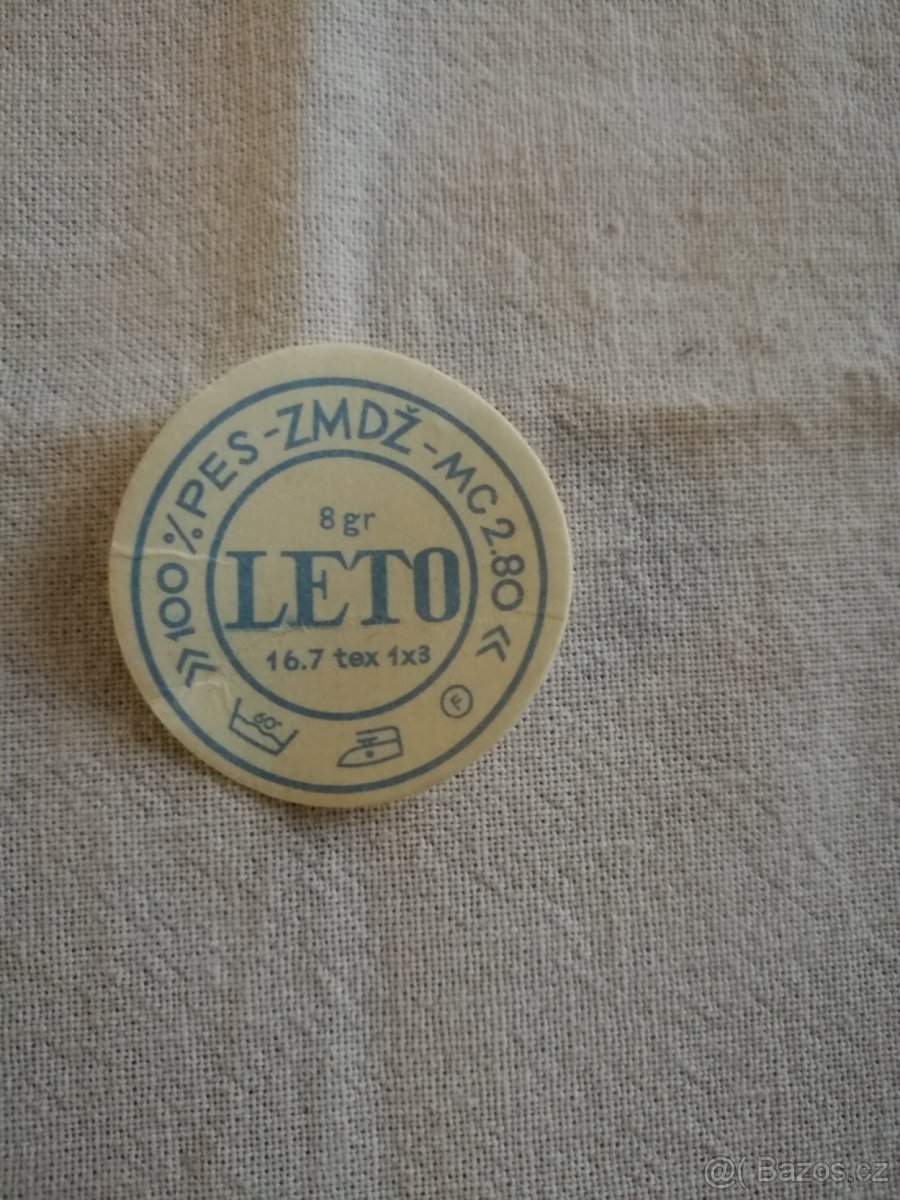 100 % PES-ZMDŽ-MC 2.80
8 gr
LETO
16.7 tex 1x3
60°
F
@( Bazos.cz